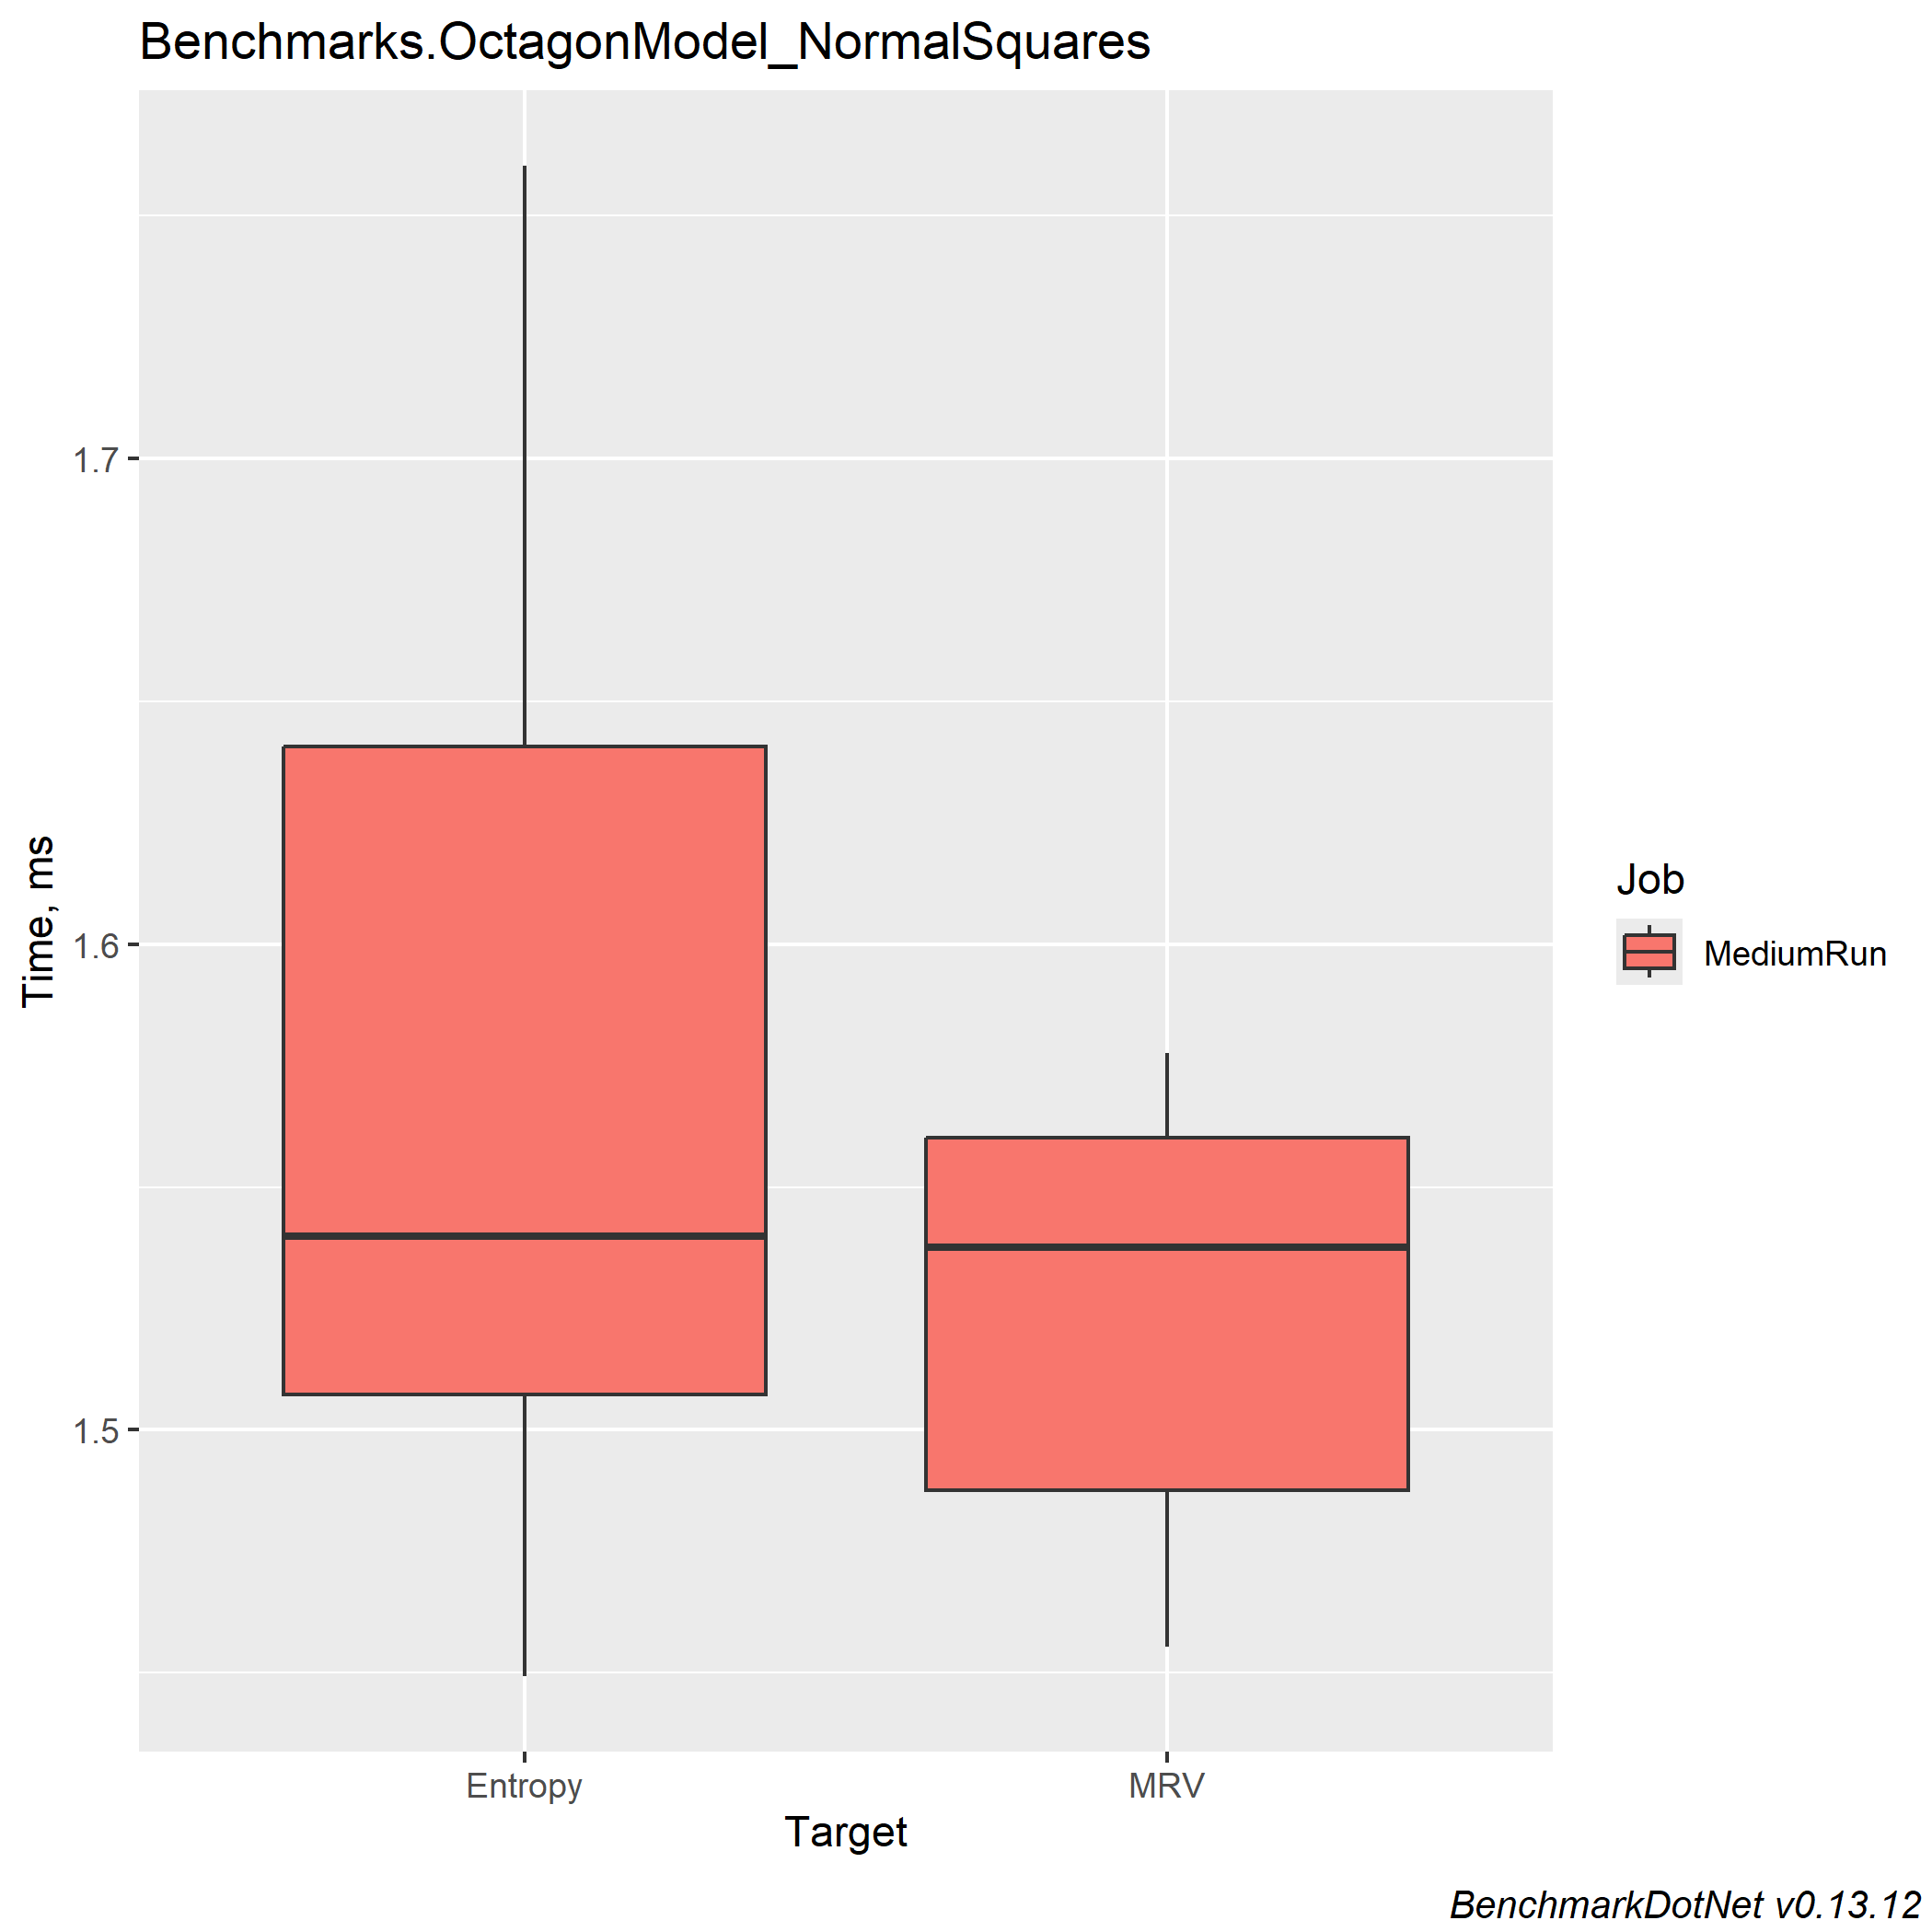 Benchmarks.OctagonModel_NormalSquares
Time, ms
1.7
1.6
1.5
Entropy
MRV
Target
Job
MediumRun
BenchmarkDotNet v0.13.12